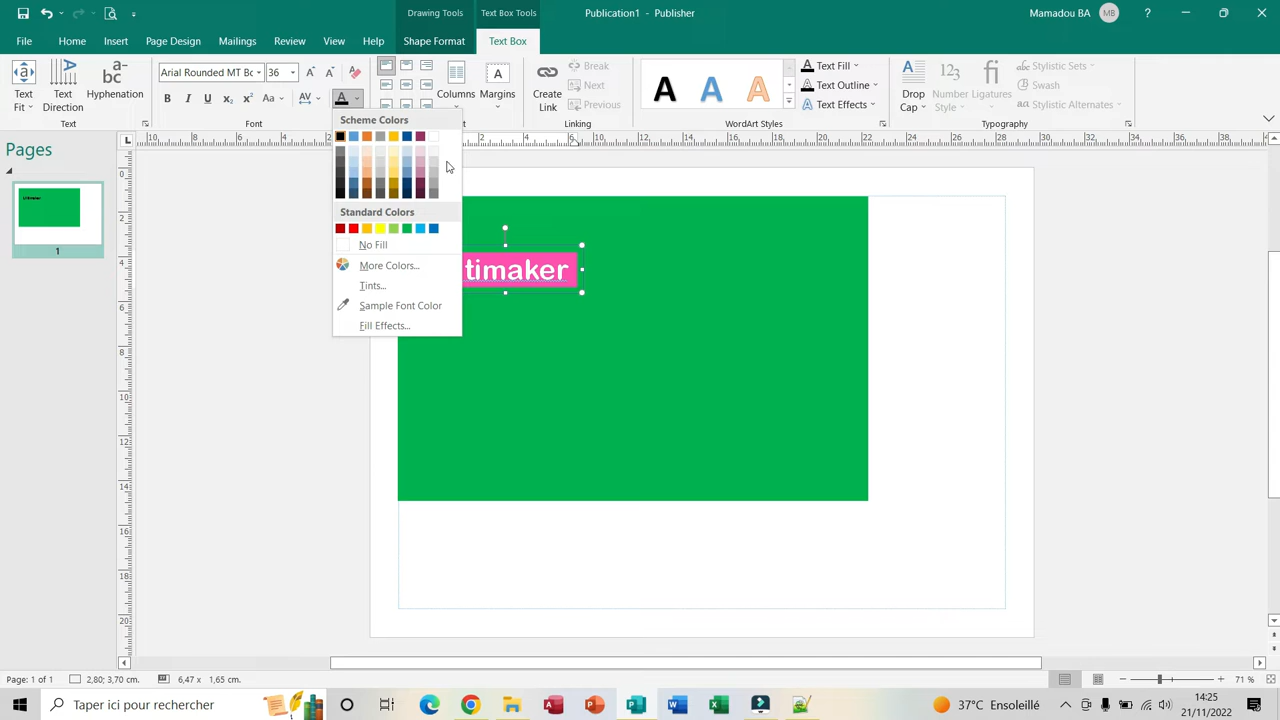 Drawing Tools
Text Box Tools
Publication1 - Publisher
Mamadou BA
MB
?
File
Home
Insert
Page Design
Mailings
Review
View
Help
Shape Format
Text Box
Text Fit
Text Direction
Hyphenation
Arial Rounded MT Bc
36
B I U x₂ x² Aa
AV
A
Columns
Margins
Create Link
Break
Next
Previous
A A A
Text Fill
Text Outline
Text Effects
Drop Cap
Number Style
Ligatures
Stylistic Sets
Swash
Stylistic Alternates
Text
Font
WordArt Styles
Typography
Scheme Colors
Standard Colors
No Fill
More Colors...
Tints...
Sample Font Color
Fill Effects...
Pages
1
timaker
Page: 1 of 1
2,80; 3,70 cm.
6,47 × 1,65 cm.
71 %
Taper ici pour rechercher
37°C Ensoleillé
14:25
21/11/2022